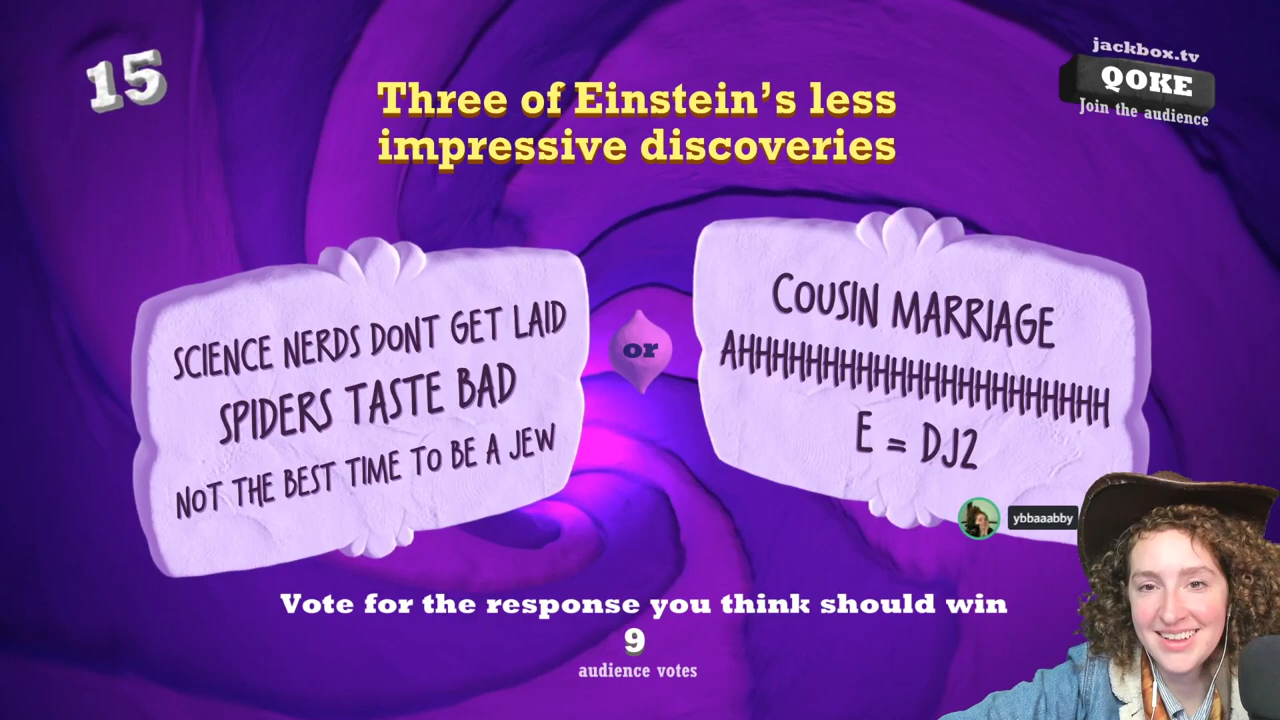 15
Three of Einstein's less
impressive discoveries
jackbox.tv
QOKE
Join the audience
SCIENCE NERDS DONT GET LAID
SPIDERS TASTE BAD
NOT THE BEST TIME TO BE A JEW
or
COUSIN MARRIAGE
AHHHHHHHHHHHHHHHHHHHHHHH
E = DJ2
ybbaaabby
Vote for the response you think should win
9
audience votes